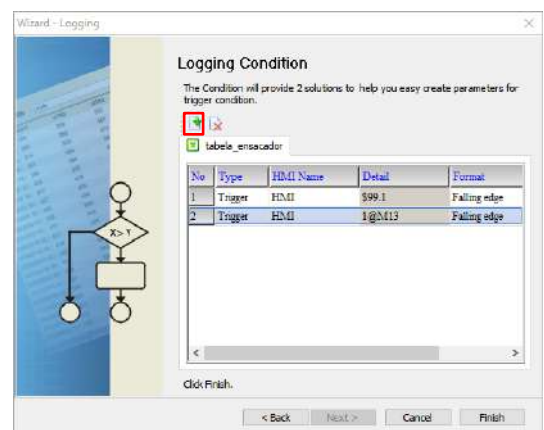 Wizard - Logging
Logging Condition
The Condition will provide 2 solutions to help you easy create parameters for
trigger condition.
tabela_ensacador
No Type HMI Name Detail Format
1 Trigger HMI $99.1 Falling edge
2 Trigger HMI 1@M13 Falling edge
X> Y
Click Finish.
< Back Next > Cancel Finish